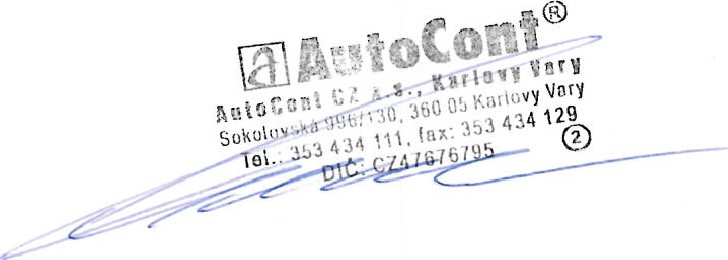 a AutoCont®
AutoCont CZ a.s., Karlovy Vary
Sokolovská 996/130, 360 05 Karlovy Vary
Tel.: 353 434 111, fax: 353 434 129
DIČ: CZ47676795
2